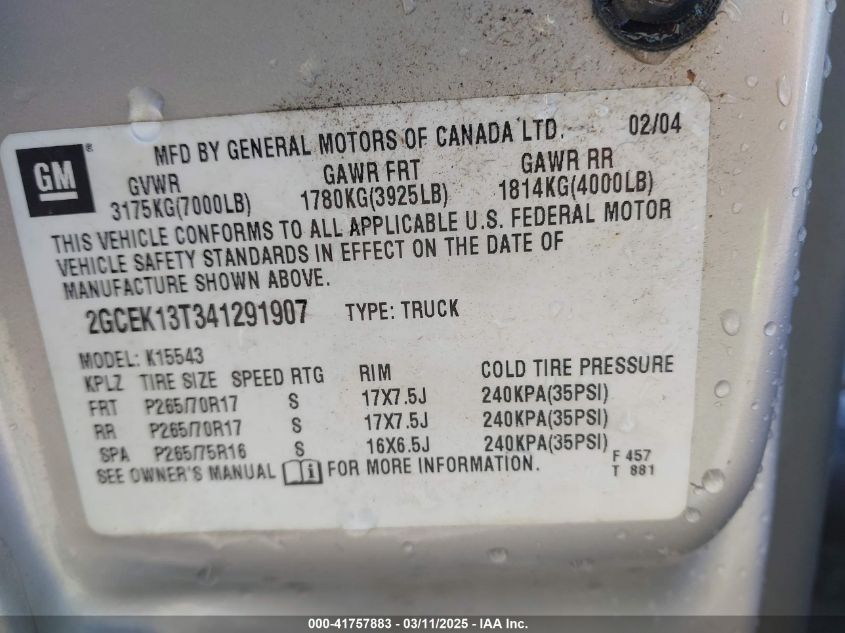 GM ®
MFD BY GENERAL MOTORS OF CANADA LTD. 02/04
GVWR GAWR FRT GAWR RR
3175KG(7000LB) 1780KG(3925LB) 1814KG(4000LB)
THIS VEHICLE CONFORMS TO ALL APPLICABLE U.S. FEDERAL MOTOR
VEHICLE SAFETY STANDARDS IN EFFECT ON THE DATE OF
MANUFACTURE SHOWN ABOVE.
2GCEK13T341291907 TYPE: TRUCK
MODEL: K15543
KPLZ TIRE SIZE SPEED RTG RIM COLD TIRE PRESSURE
FRT P265/70R17 S 17X7.5J 240KPA(35PSI)
RR P265/70R17 S 17X7.5J 240KPA(35PSI)
SPA P265/75R16 S 16X6.5J 240KPA(35PSI)
SEE OWNER'S MANUAL i FOR MORE INFORMATION.
F 457
T 881
000-41757883 - 03/11/2025 - IAA Inc.